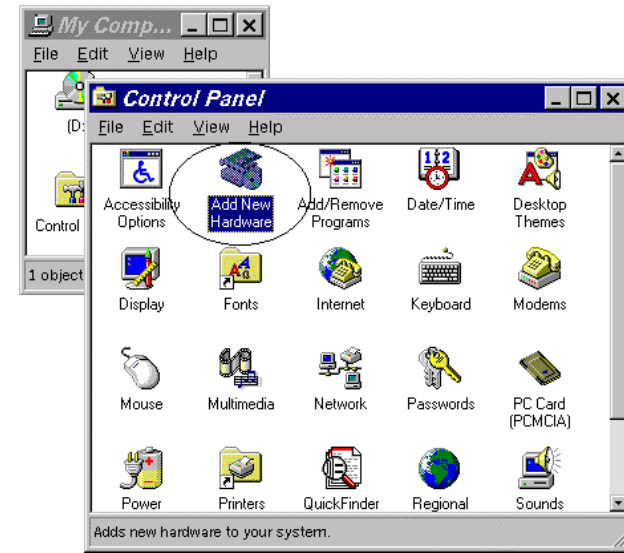 My Comp...
File Edit View Help
(D:
Control
1 object
Control Panel
File Edit View Help
Accessibility Options
Add New Hardware
Add/Remove Programs
Date/Time
Desktop Themes
Display
Fonts
Internet
Keyboard
Modems
Mouse
Multimedia
Network
Passwords
PC Card (PCMCIA)
Power
Printers
QuickFinder
Regional
Sounds
Adds new hardware to your system.